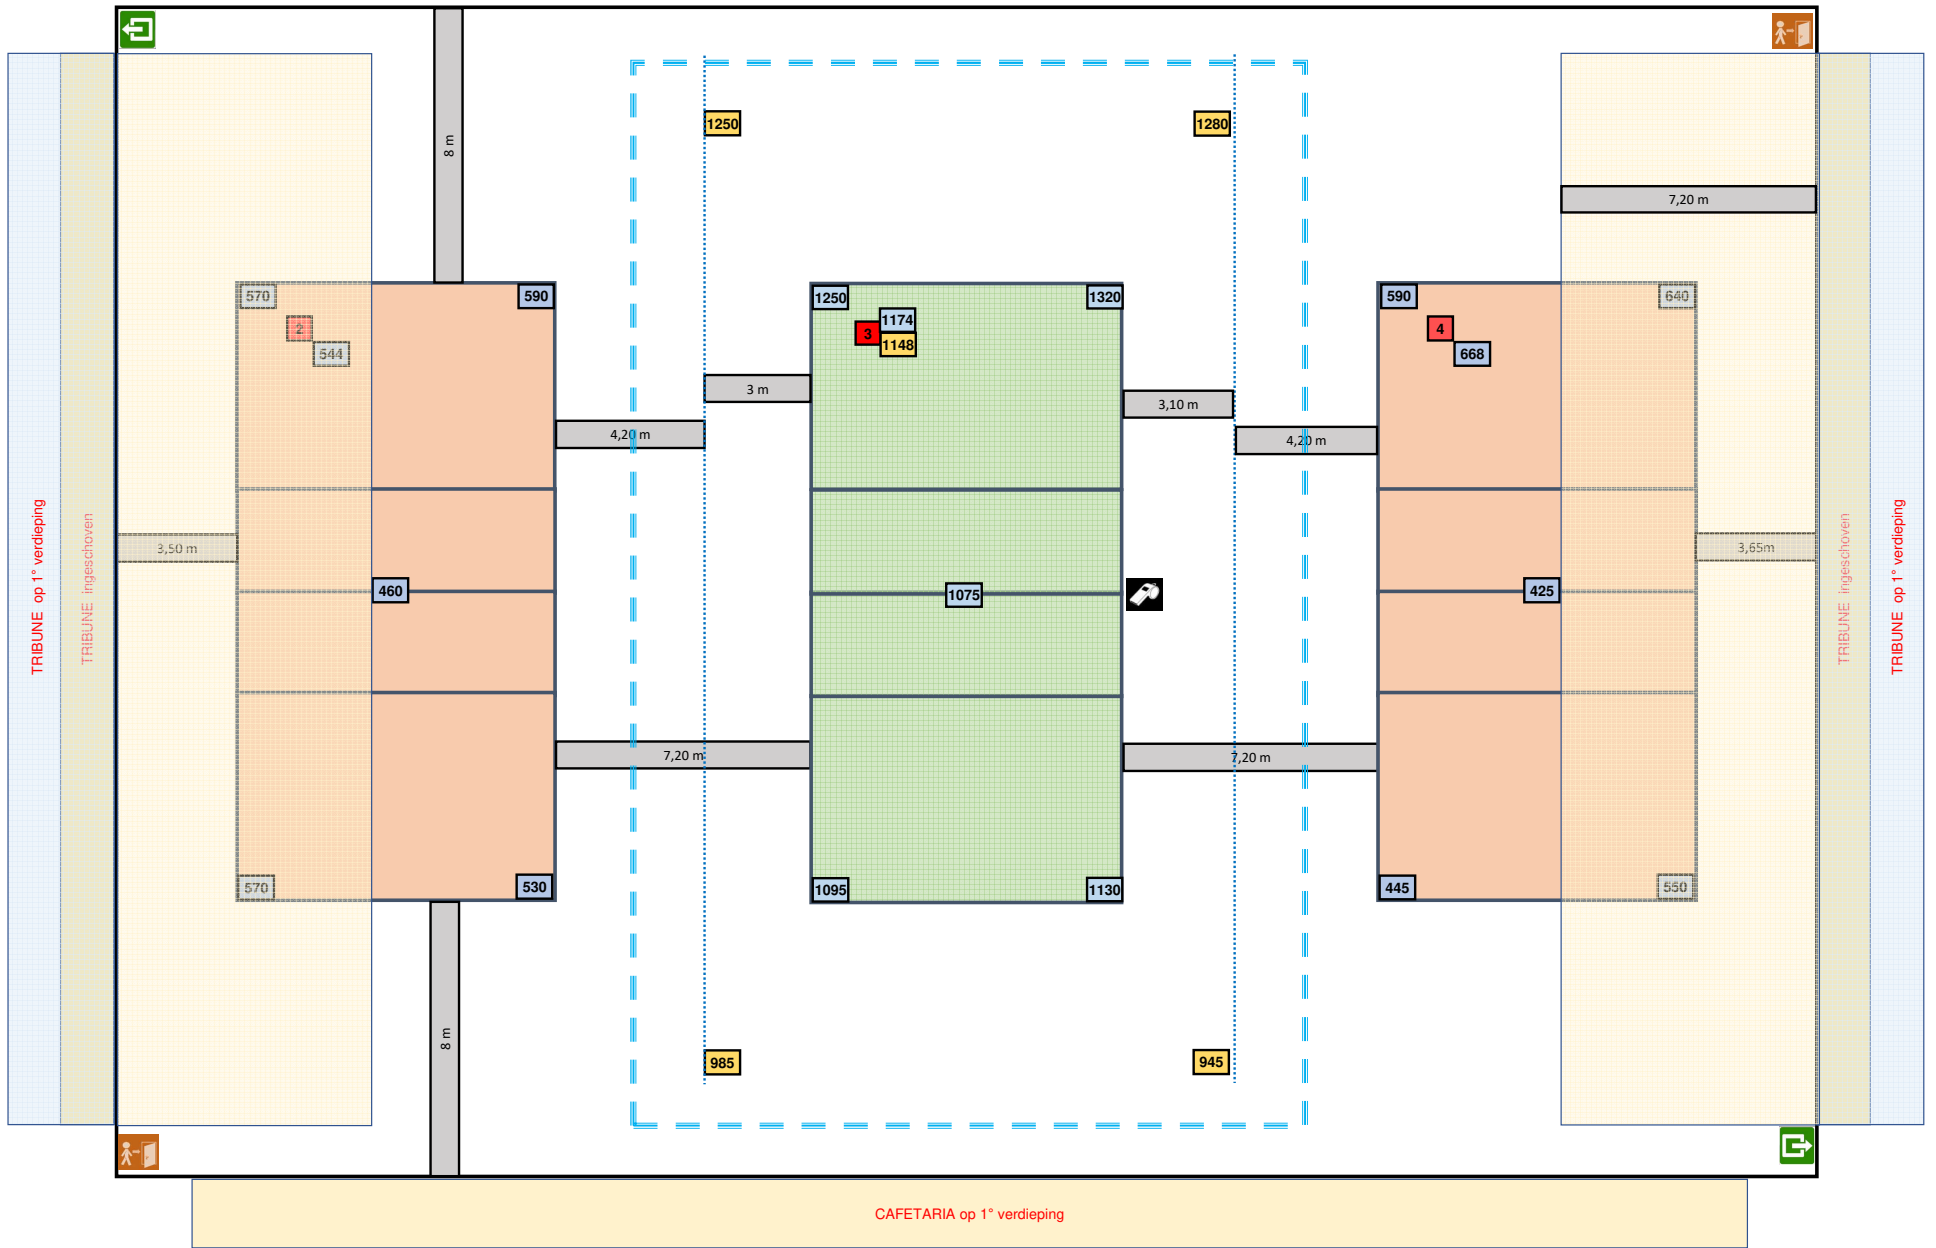 8 m
1250
1280
7,20 m
570
590
1250
1320
590
640
2
544
3
1174
1148
4
668
3 m
3,10 m
4,20 m
4,20 m
TRIBUNE op 1° verdieping
TRIBUNE ingeschoven
3,50 m
3,65m
TRIBUNE ingeschoven
TRIBUNE op 1° verdieping
460
1075
425
7,20 m
7,20 m
570
530
1095
1130
445
550
8 m
985
945
CAFETARIA op 1° verdieping